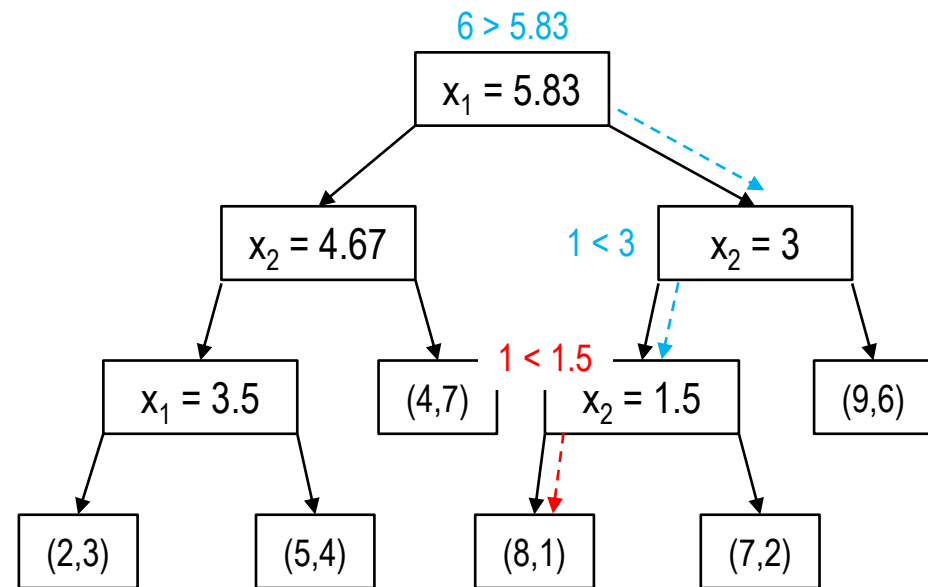 6 > 5.83
x₁ = 5.83
x₂ = 4.67
1 < 3
x₂ = 3
1 < 1.5
x₁ = 3.5
(4,7)
x₂ = 1.5
(9,6)
(2,3)
(5,4)
(8,1)
(7,2)